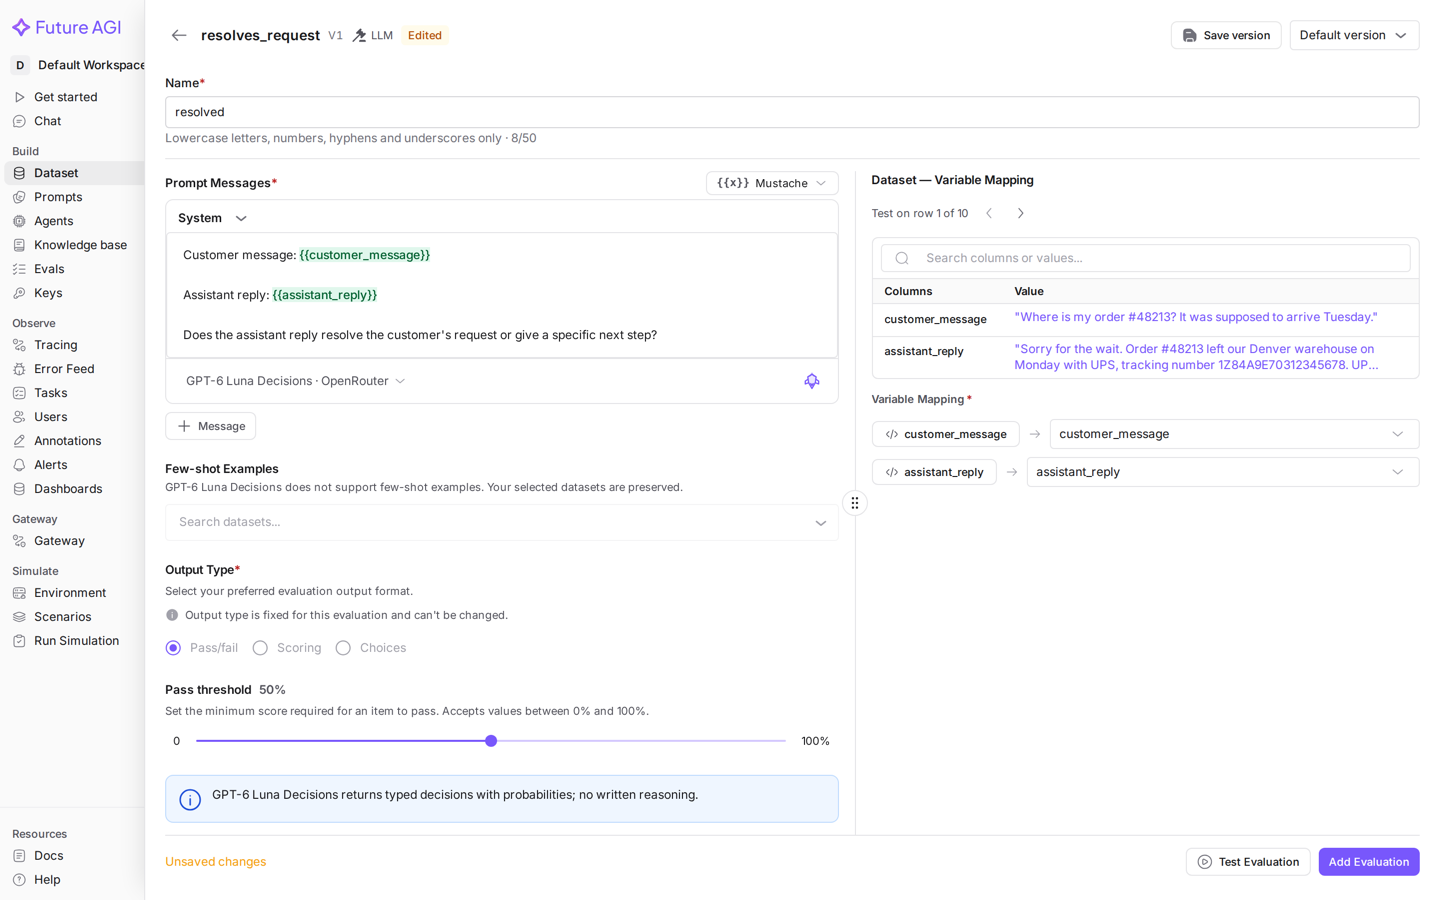 Future AGI
D Default Workspace
Get started
Chat
Build
Dataset
Prompts
Agents
Knowledge base
Evals
Keys
Observe
Tracing
Error Feed
Tasks
Users
Annotations
Alerts
Dashboards
Gateway
Gateway
Simulate
Environment
Scenarios
Run Simulation
Resources
Docs
Help
resolves_request V1 LLM Edited
Save version
Default version
Name*
resolved
Lowercase letters, numbers, hyphens and underscores only · 8/50
Prompt Messages*
{{x}} Mustache
System
Customer message: {{customer_message}}
Assistant reply: {{assistant_reply}}
Does the assistant reply resolve the customer's request or give a specific next step?
GPT-6 Luna Decisions · OpenRouter
Message
Few-shot Examples
GPT-6 Luna Decisions does not support few-shot examples. Your selected datasets are preserved.
Search datasets...
Output Type*
Select your preferred evaluation output format.
Output type is fixed for this evaluation and can't be changed.
Pass/fail Scoring Choices
Pass threshold 50%
Set the minimum score required for an item to pass. Accepts values between 0% and 100%.
0 100%
GPT-6 Luna Decisions returns typed decisions with probabilities; no written reasoning.
Dataset — Variable Mapping
Test on row 1 of 10
Search columns or values...
Columns Value
customer_message "Where is my order #48213? It was supposed to arrive Tuesday."
assistant_reply "Sorry for the wait. Order #48213 left our Denver warehouse on
Monday with UPS, tracking number 1Z84A9E70312345678. UP...
Variable Mapping *
customer_message customer_message
assistant_reply assistant_reply
Unsaved changes
Test Evaluation
Add Evaluation